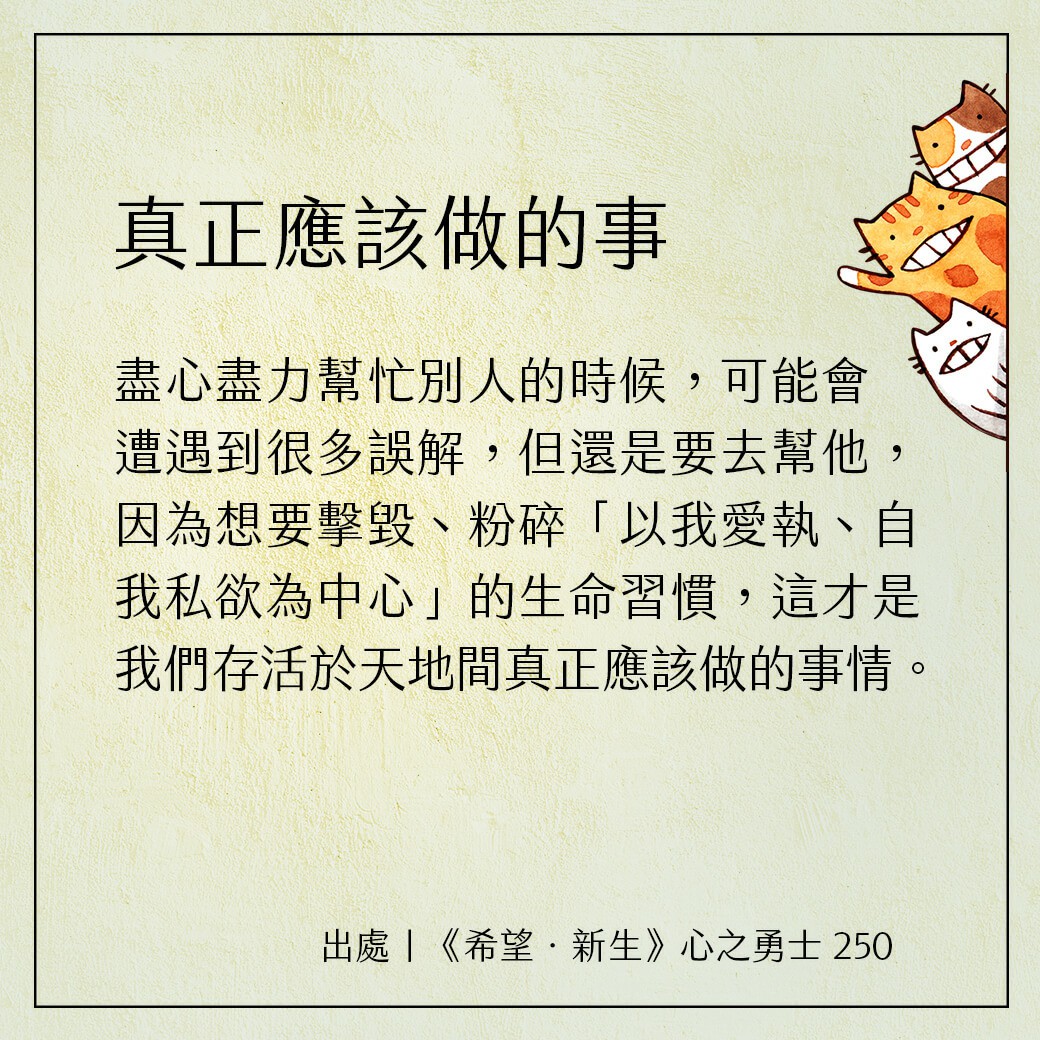 真正應該做的事
盡心盡力幫忙別人的時候，可能會
遭遇到很多誤解，但還是要去幫他，
因為想要擊毀、粉碎「以我愛執、自
我私欲為中心」的生命習慣，這才是
我們存活於天地間真正應該做的事情。
出處｜《希望．新生》心之勇士 250